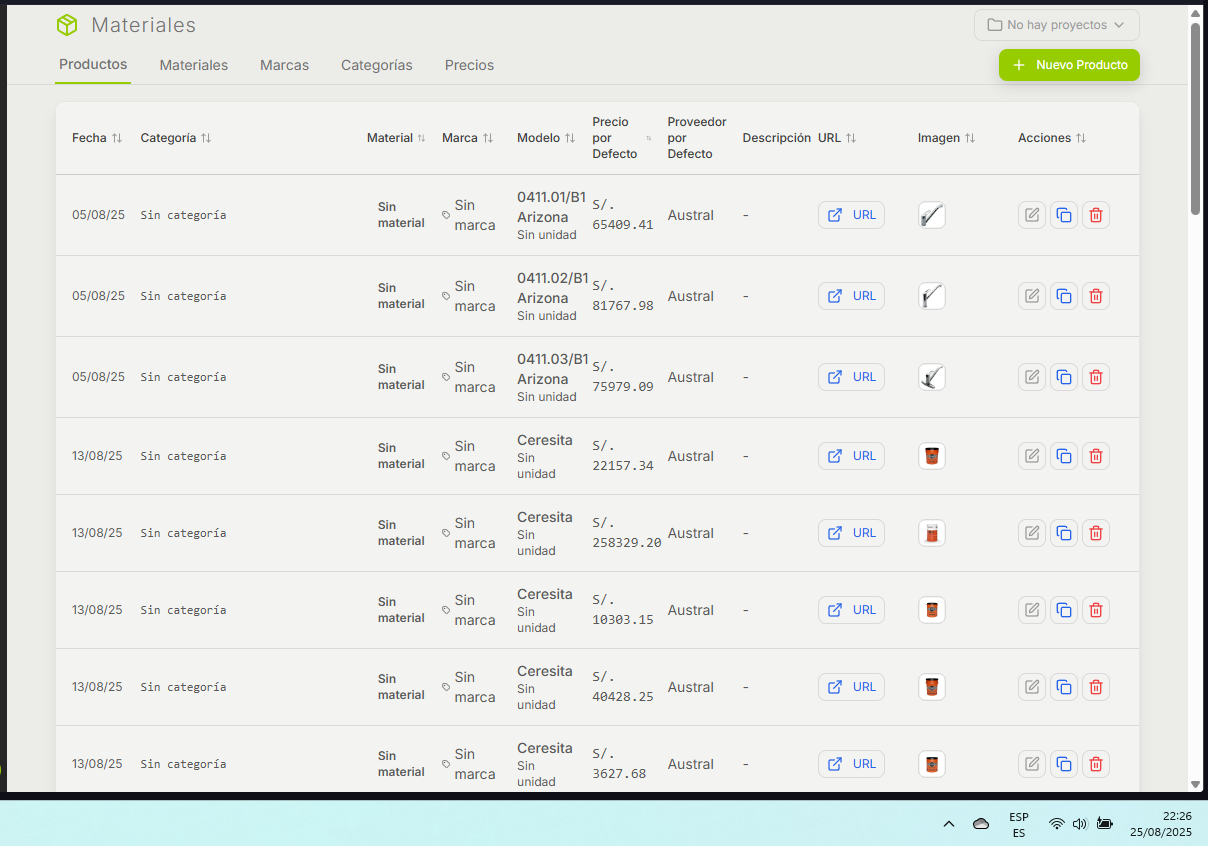 Materiales
No hay proyectos
Productos Materiales Marcas Categorías Precios
+ Nuevo Producto
Fecha Categoría Material Marca Modelo Precio por Defecto Proveedor por Defecto Descripción URL Imagen Acciones
05/08/25 Sin categoría Sin material Sin marca 0411.01/B1 Arizona Sin unidad S/. 65409.41 Austral - URL
05/08/25 Sin categoría Sin material Sin marca 0411.02/B1 Arizona Sin unidad S/. 81767.98 Austral - URL
05/08/25 Sin categoría Sin material Sin marca 0411.03/B1 Arizona Sin unidad S/. 75979.09 Austral - URL
13/08/25 Sin categoría Sin material Sin marca Ceresita Sin unidad S/. 22157.34 Austral - URL
13/08/25 Sin categoría Sin material Sin marca Ceresita Sin unidad S/. 258329.20 Austral - URL
13/08/25 Sin categoría Sin material Sin marca Ceresita Sin unidad S/. 10303.15 Austral - URL
13/08/25 Sin categoría Sin material Sin marca Ceresita Sin unidad S/. 40428.25 Austral - URL
13/08/25 Sin categoría Sin material Sin marca Ceresita Sin unidad S/. 3627.68 Austral - URL
ESP
ES
22:26
25/08/2025